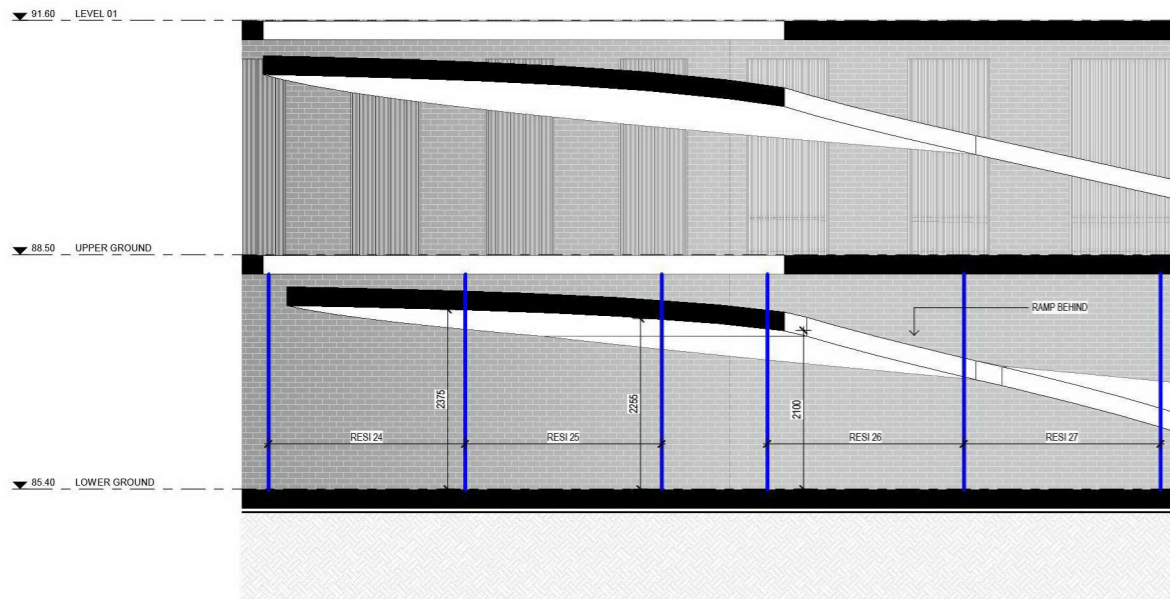 91.60 LEVEL 01
88.50 UPPER GROUND
RAMP BEHIND
2375
2255
2100
RESI 24
RESI 25
RESI 26
RESI 27
85.40 LOWER GROUND